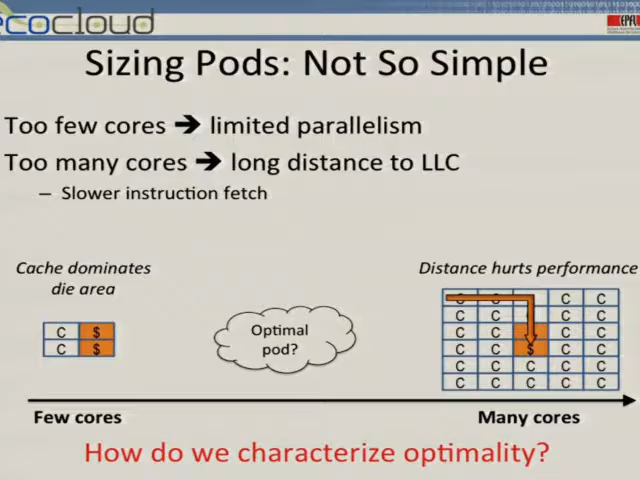 ecocloud
EPFL
Sizing Pods: Not So Simple
Too few cores ➔ limited parallelism
Too many cores ➔ long distance to LLC
– Slower instruction fetch
Cache dominates
die area
Distance hurts performance
Optimal
pod?
C $
C $
C C C C
C C C C
C C C C
C C $ C C
C C C C C
C C C C C
Few cores
Many cores
How do we characterize optimality?